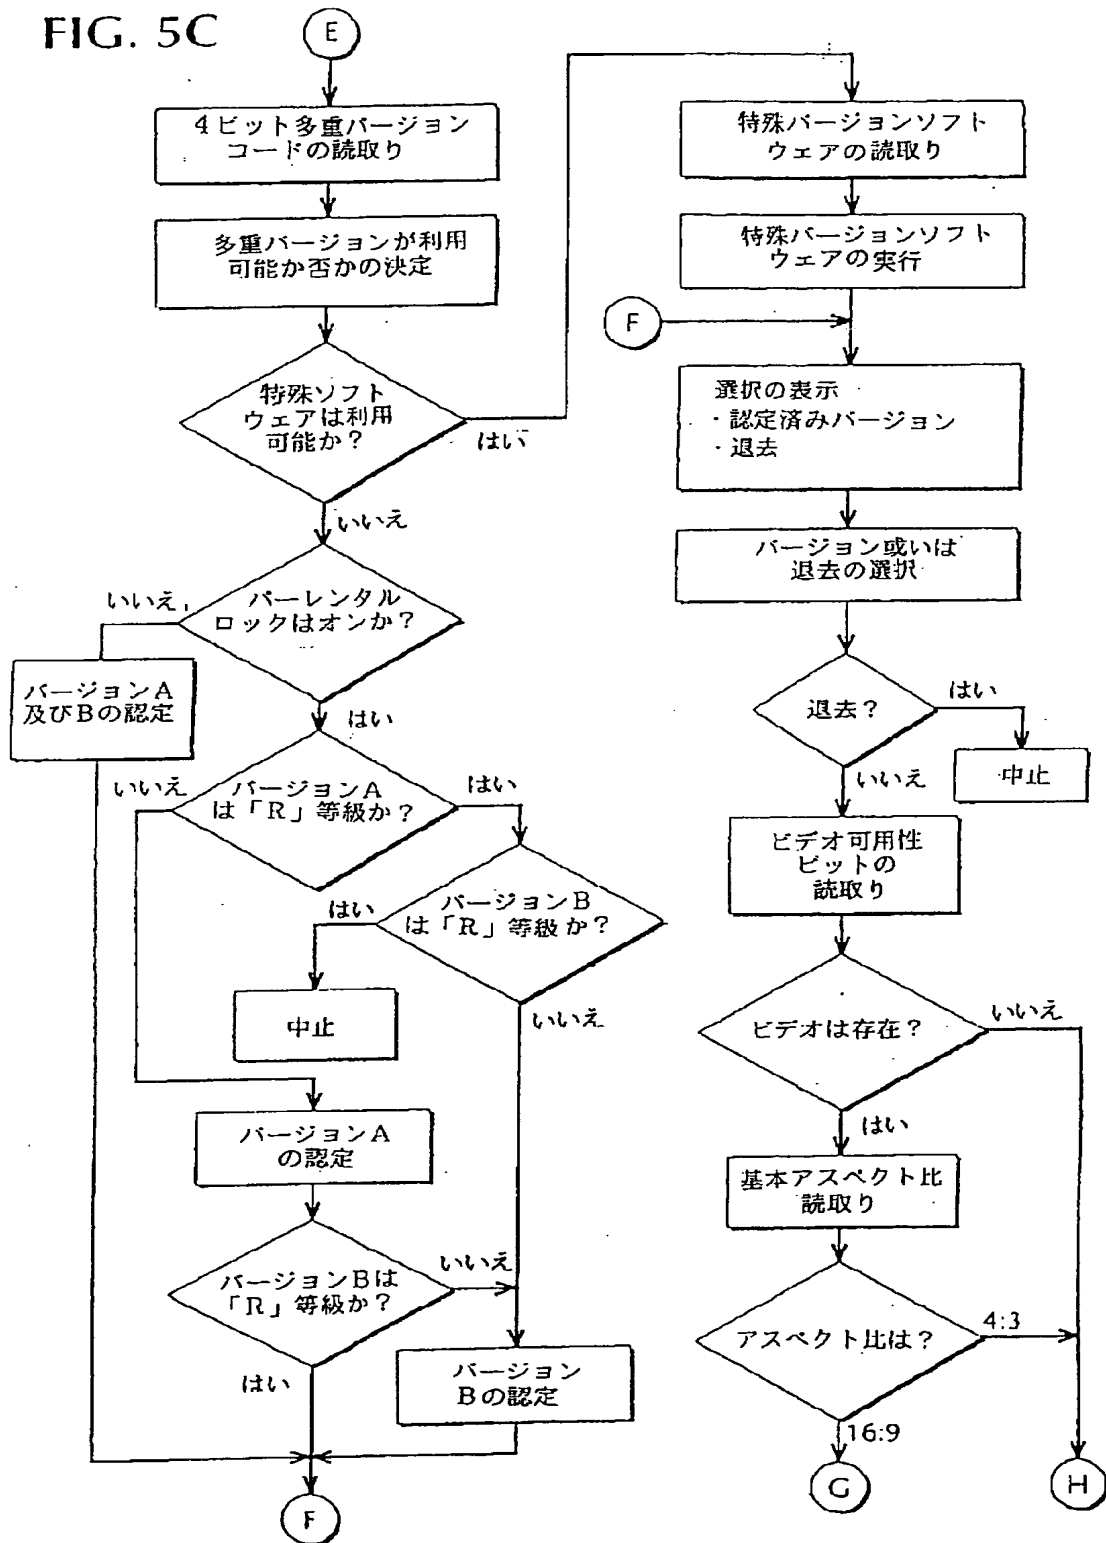 FIG. 5C
E
4ビット多重バージョン
コードの読取り
多重バージョンが利用
可能か否かの決定
特殊ソフト
ウェアは利用
可能か?
はい
いいえ
パーレンタル
ロックはオンか?
いいえ
バージョンA
及びBの認定
はい
バージョンA
は「R」等級か?
いいえ
はい
バージョンB
は「R」等級か?
はい
中止
いいえ
バージョンA
の認定
バージョンBは
「R」等級か?
いいえ
はい
バージョン
Bの認定
F
特殊バージョンソフト
ウェアの読取り
特殊バージョンソフト
ウェアの実行
F
選択の表示
・認定済みバージョン
・退去
バージョン或いは
退去の選択
退去?
はい
中止
いいえ
ビデオ可用性
ビットの
読取り
ビデオは存在?
いいえ
はい
基本アスペクト比
読取り
アスペクト比は?
4:3
16:9
G
H